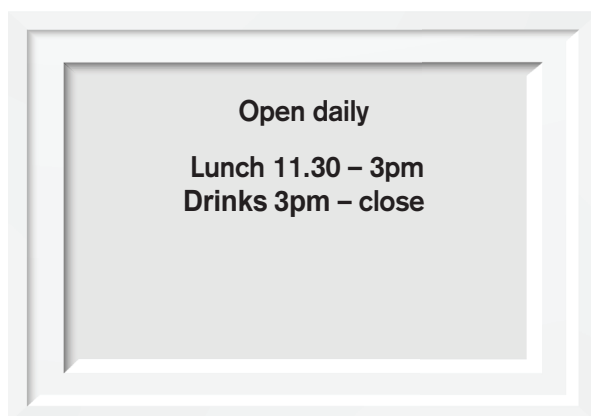 Open daily
Lunch 11.30 – 3pm
Drinks 3pm – close